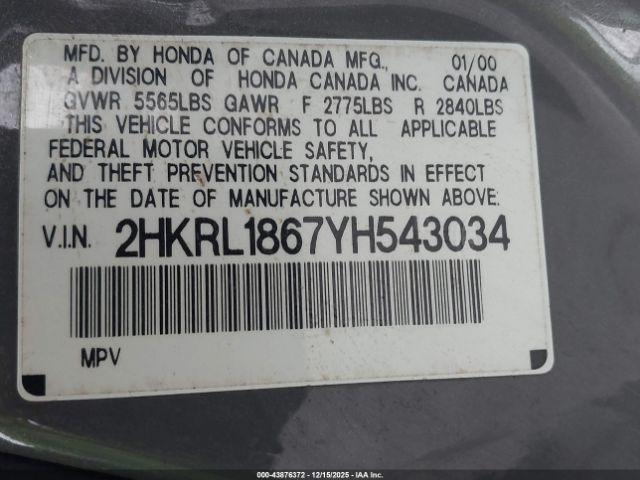 MFD. BY HONDA OF CANADA MFG., 01/00
A DIVISION OF HONDA CANADA INC. CANADA
GVWR 5565LBS GAWR F 2775LBS R 2840LBS
THIS VEHICLE CONFORMS TO ALL APPLICABLE
FEDERAL MOTOR VEHICLE SAFETY,
AND THEFT PREVENTION STANDARDS IN EFFECT
ON THE DATE OF MANUFACTURE SHOWN ABOVE.
V.I.N. 2HKRL1867YH543034
MPV
000-43876372 - 12/15/2025 - IAA Inc.